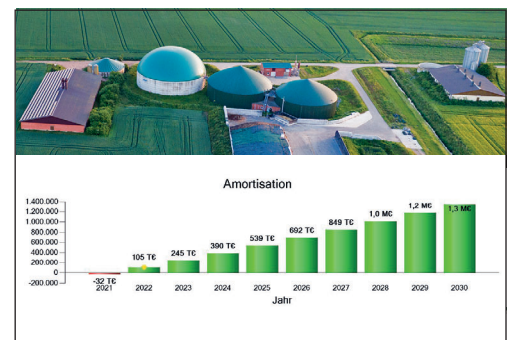 Amortisation
1.400.000
1.200.000
1.000.000
800.000
600.000
400.000
200.000
0
-200.000
-32 T€
105 T€
245 T€
390 T€
539 T€
692 T€
849 T€
1,0 M€
1,2 M€
1,3 M€
2021 2022 2023 2024 2025 2026 2027 2028 2029 2030
Jahr